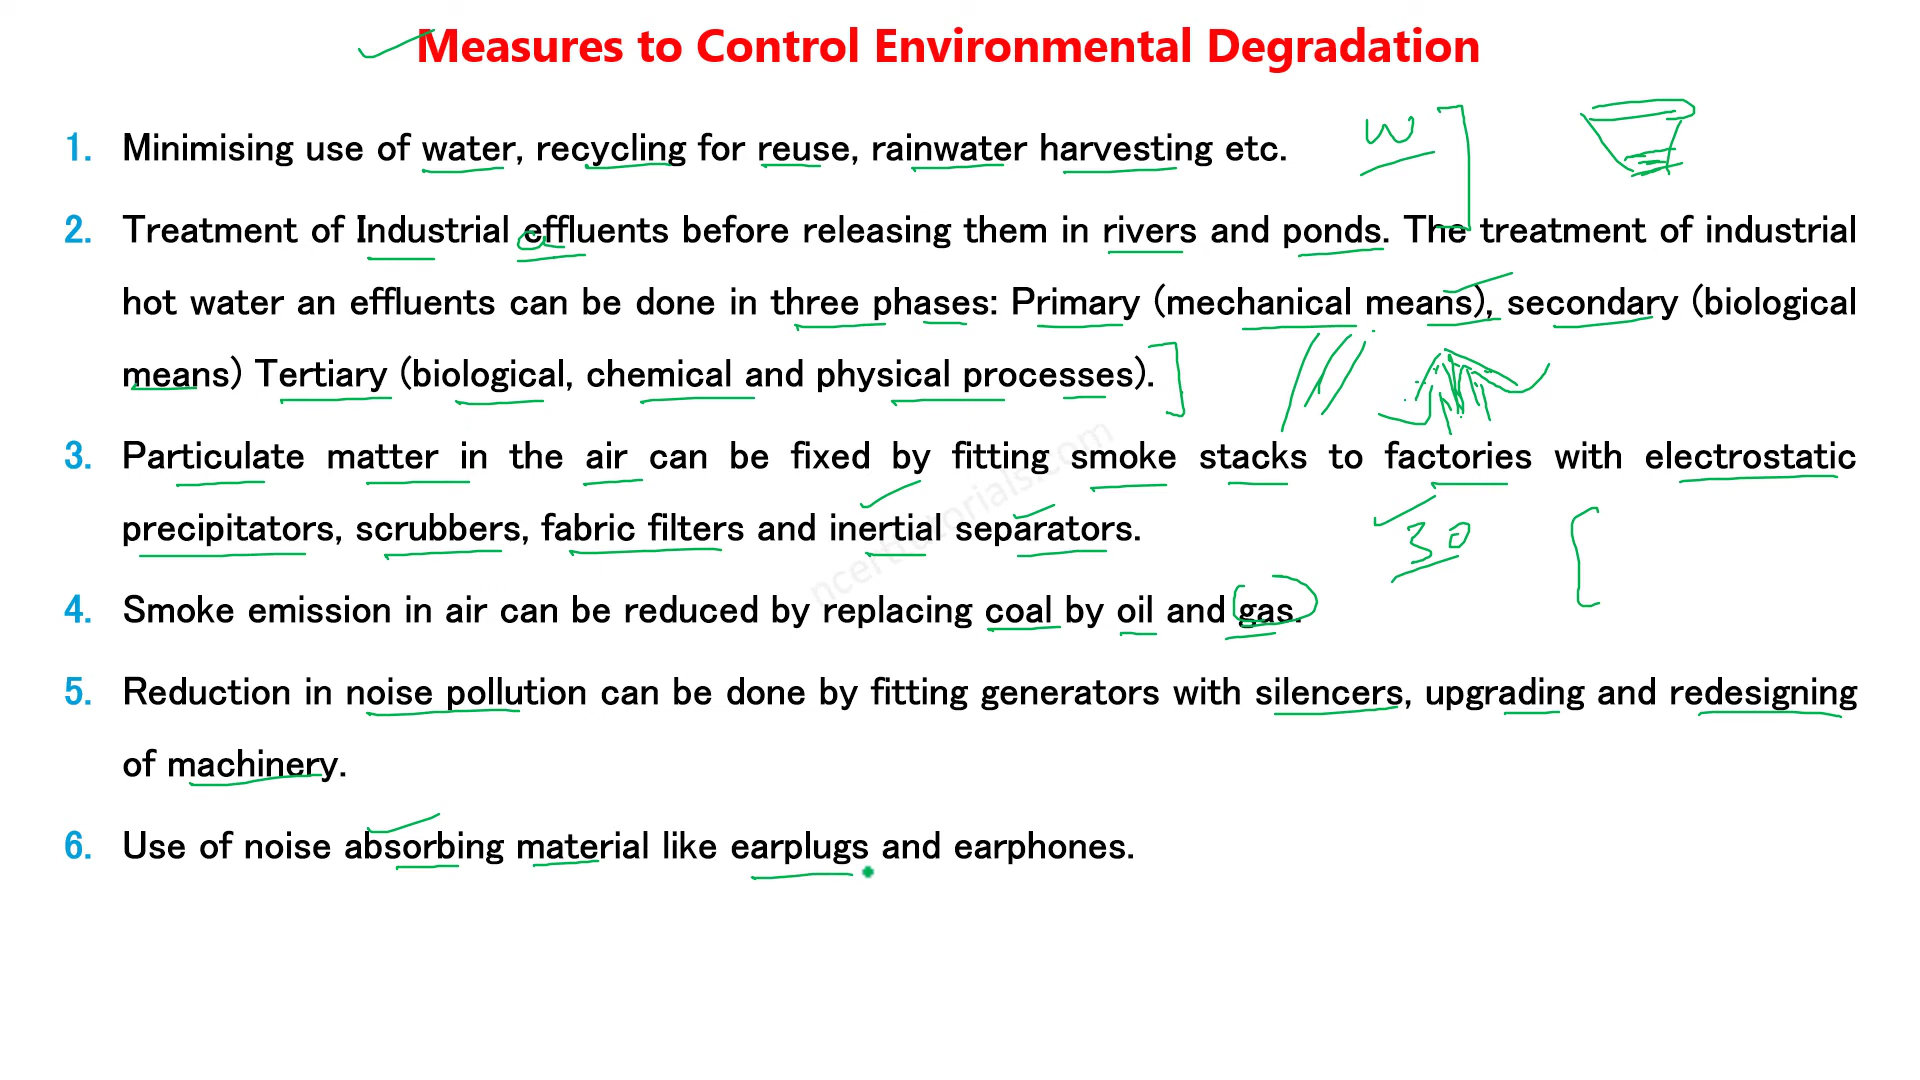 Measures to Control Environmental Degradation
1. Minimising use of water, recycling for reuse, rainwater harvesting etc.
W
2. Treatment of Industrial effluents before releasing them in rivers and ponds. The treatment of industrial
hot water an effluents can be done in three phases: Primary (mechanical means), secondary (biological
means) Tertiary (biological, chemical and physical processes).
3. Particulate matter in the air can be fixed by fitting smoke stacks to factories with electrostatic
precipitators, scrubbers, fabric filters and inertial separators.
30
4. Smoke emission in air can be reduced by replacing coal by oil and gas.
5. Reduction in noise pollution can be done by fitting generators with silencers, upgrading and redesigning
of machinery.
6. Use of noise absorbing material like earplugs and earphones.
ncerttutorials.com